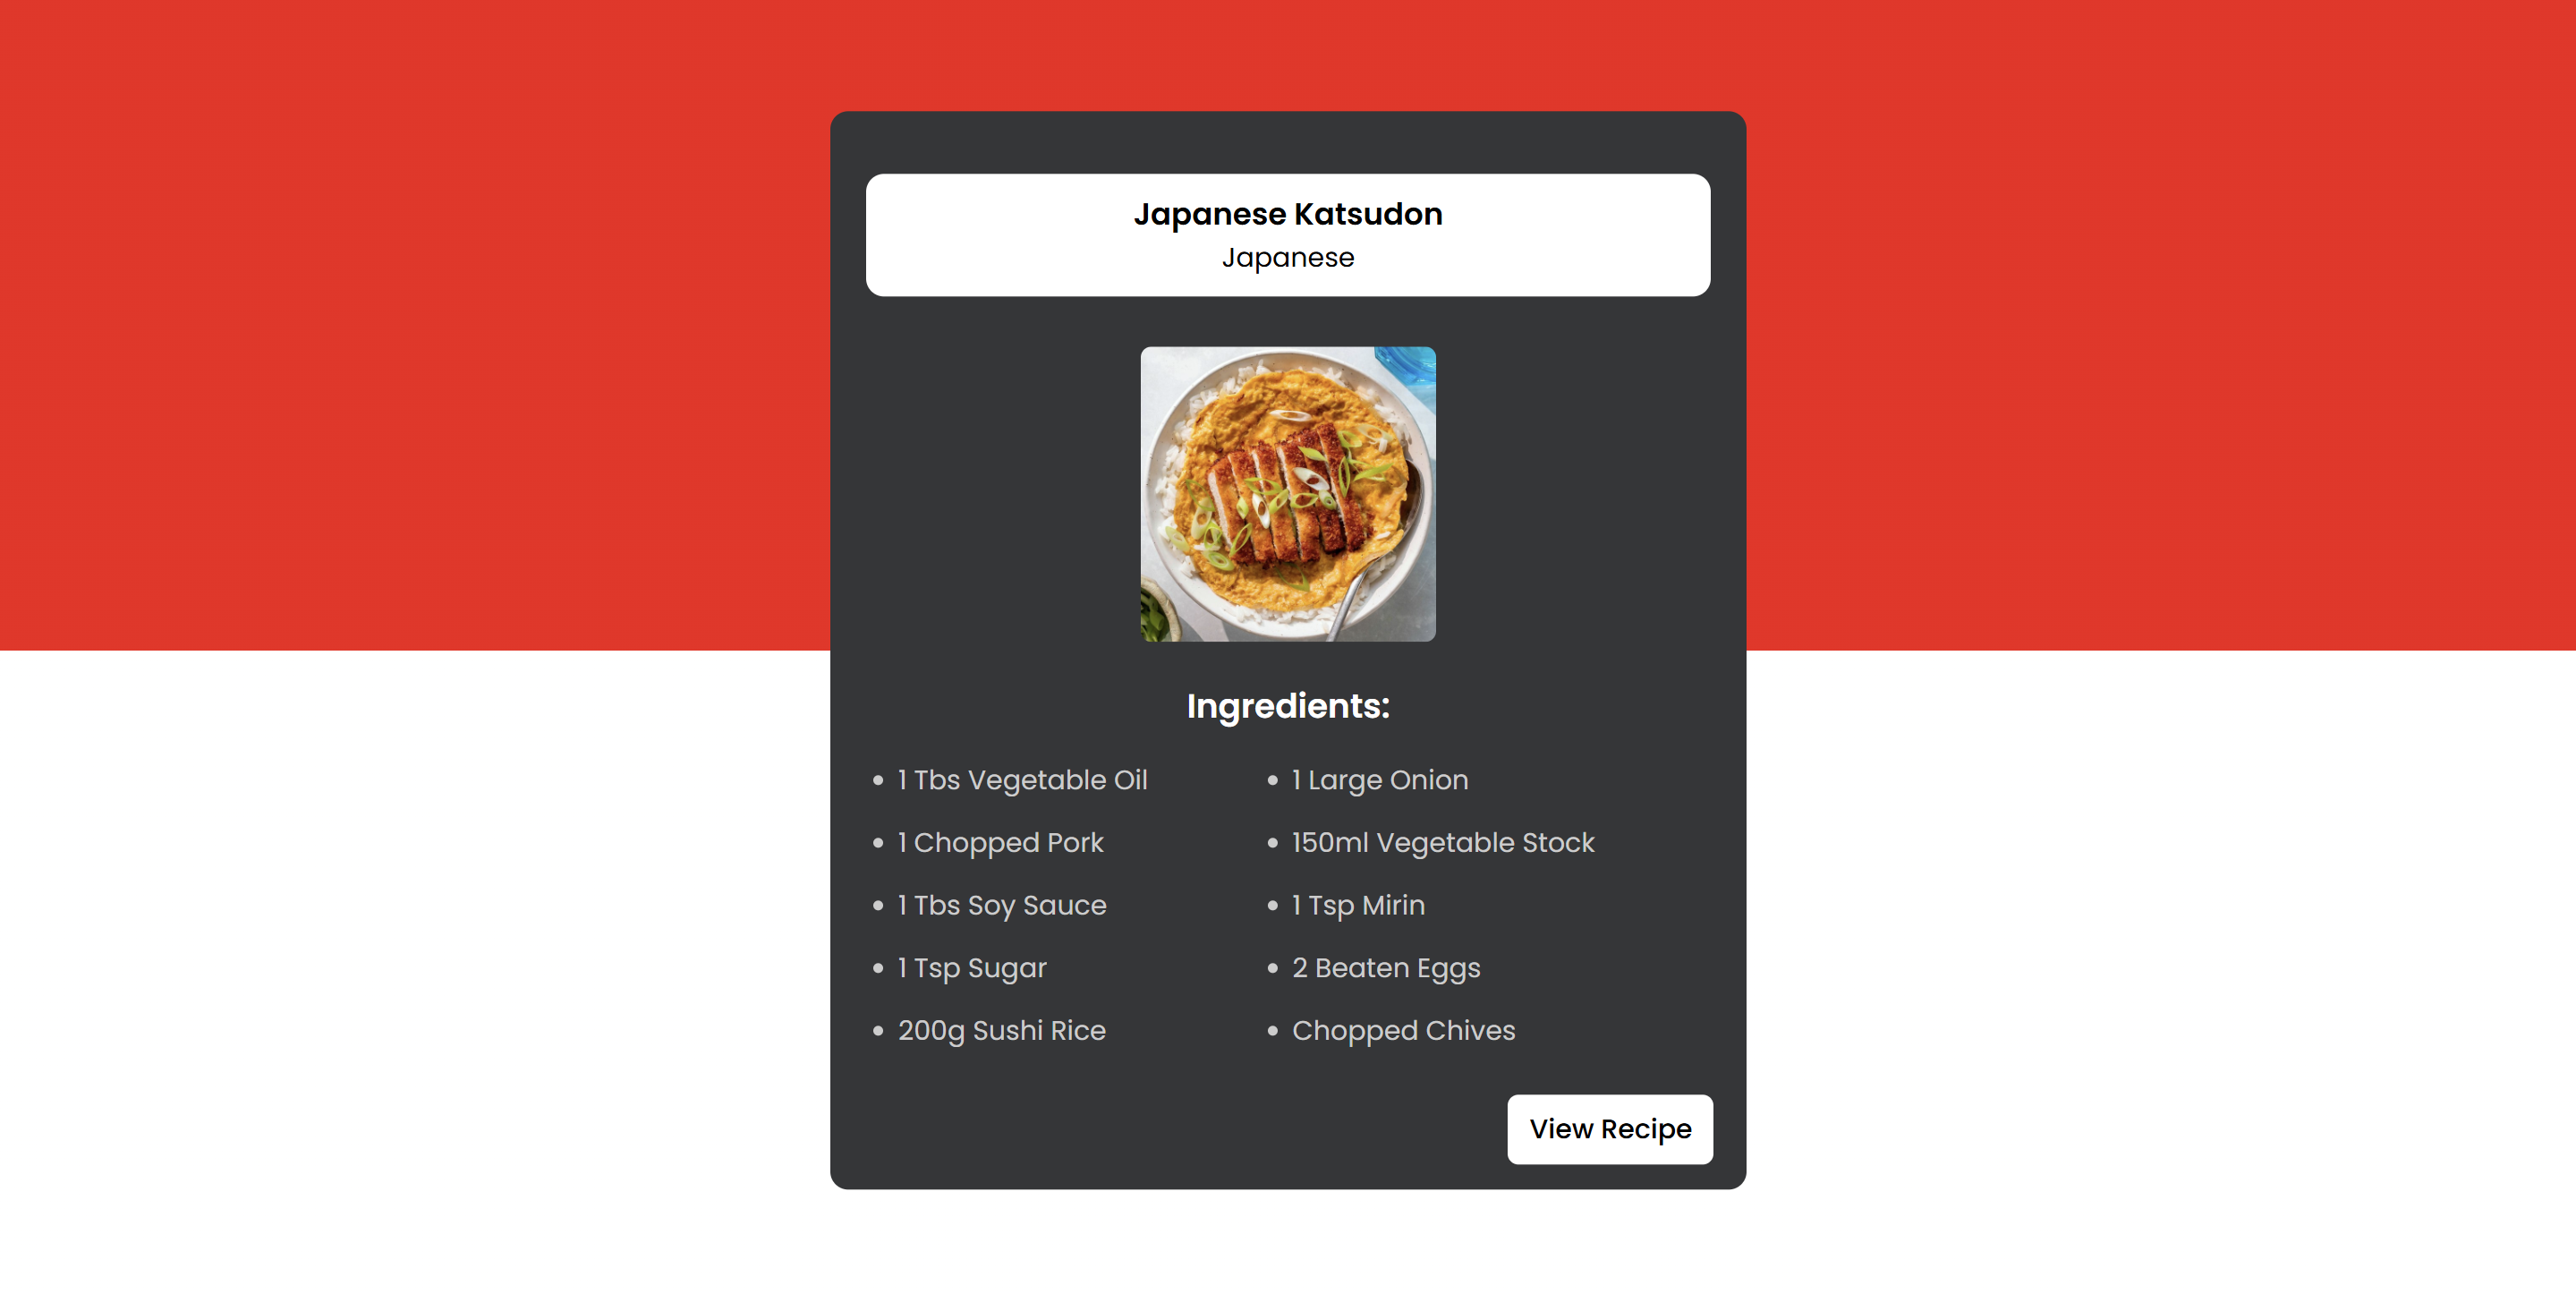 Japanese Katsudon
Japanese
Ingredients:
1 Tbs Vegetable Oil
1 Large Onion
1 Chopped Pork
150ml Vegetable Stock
1 Tbs Soy Sauce
1 Tsp Mirin
1 Tsp Sugar
2 Beaten Eggs
200g Sushi Rice
Chopped Chives
View Recipe